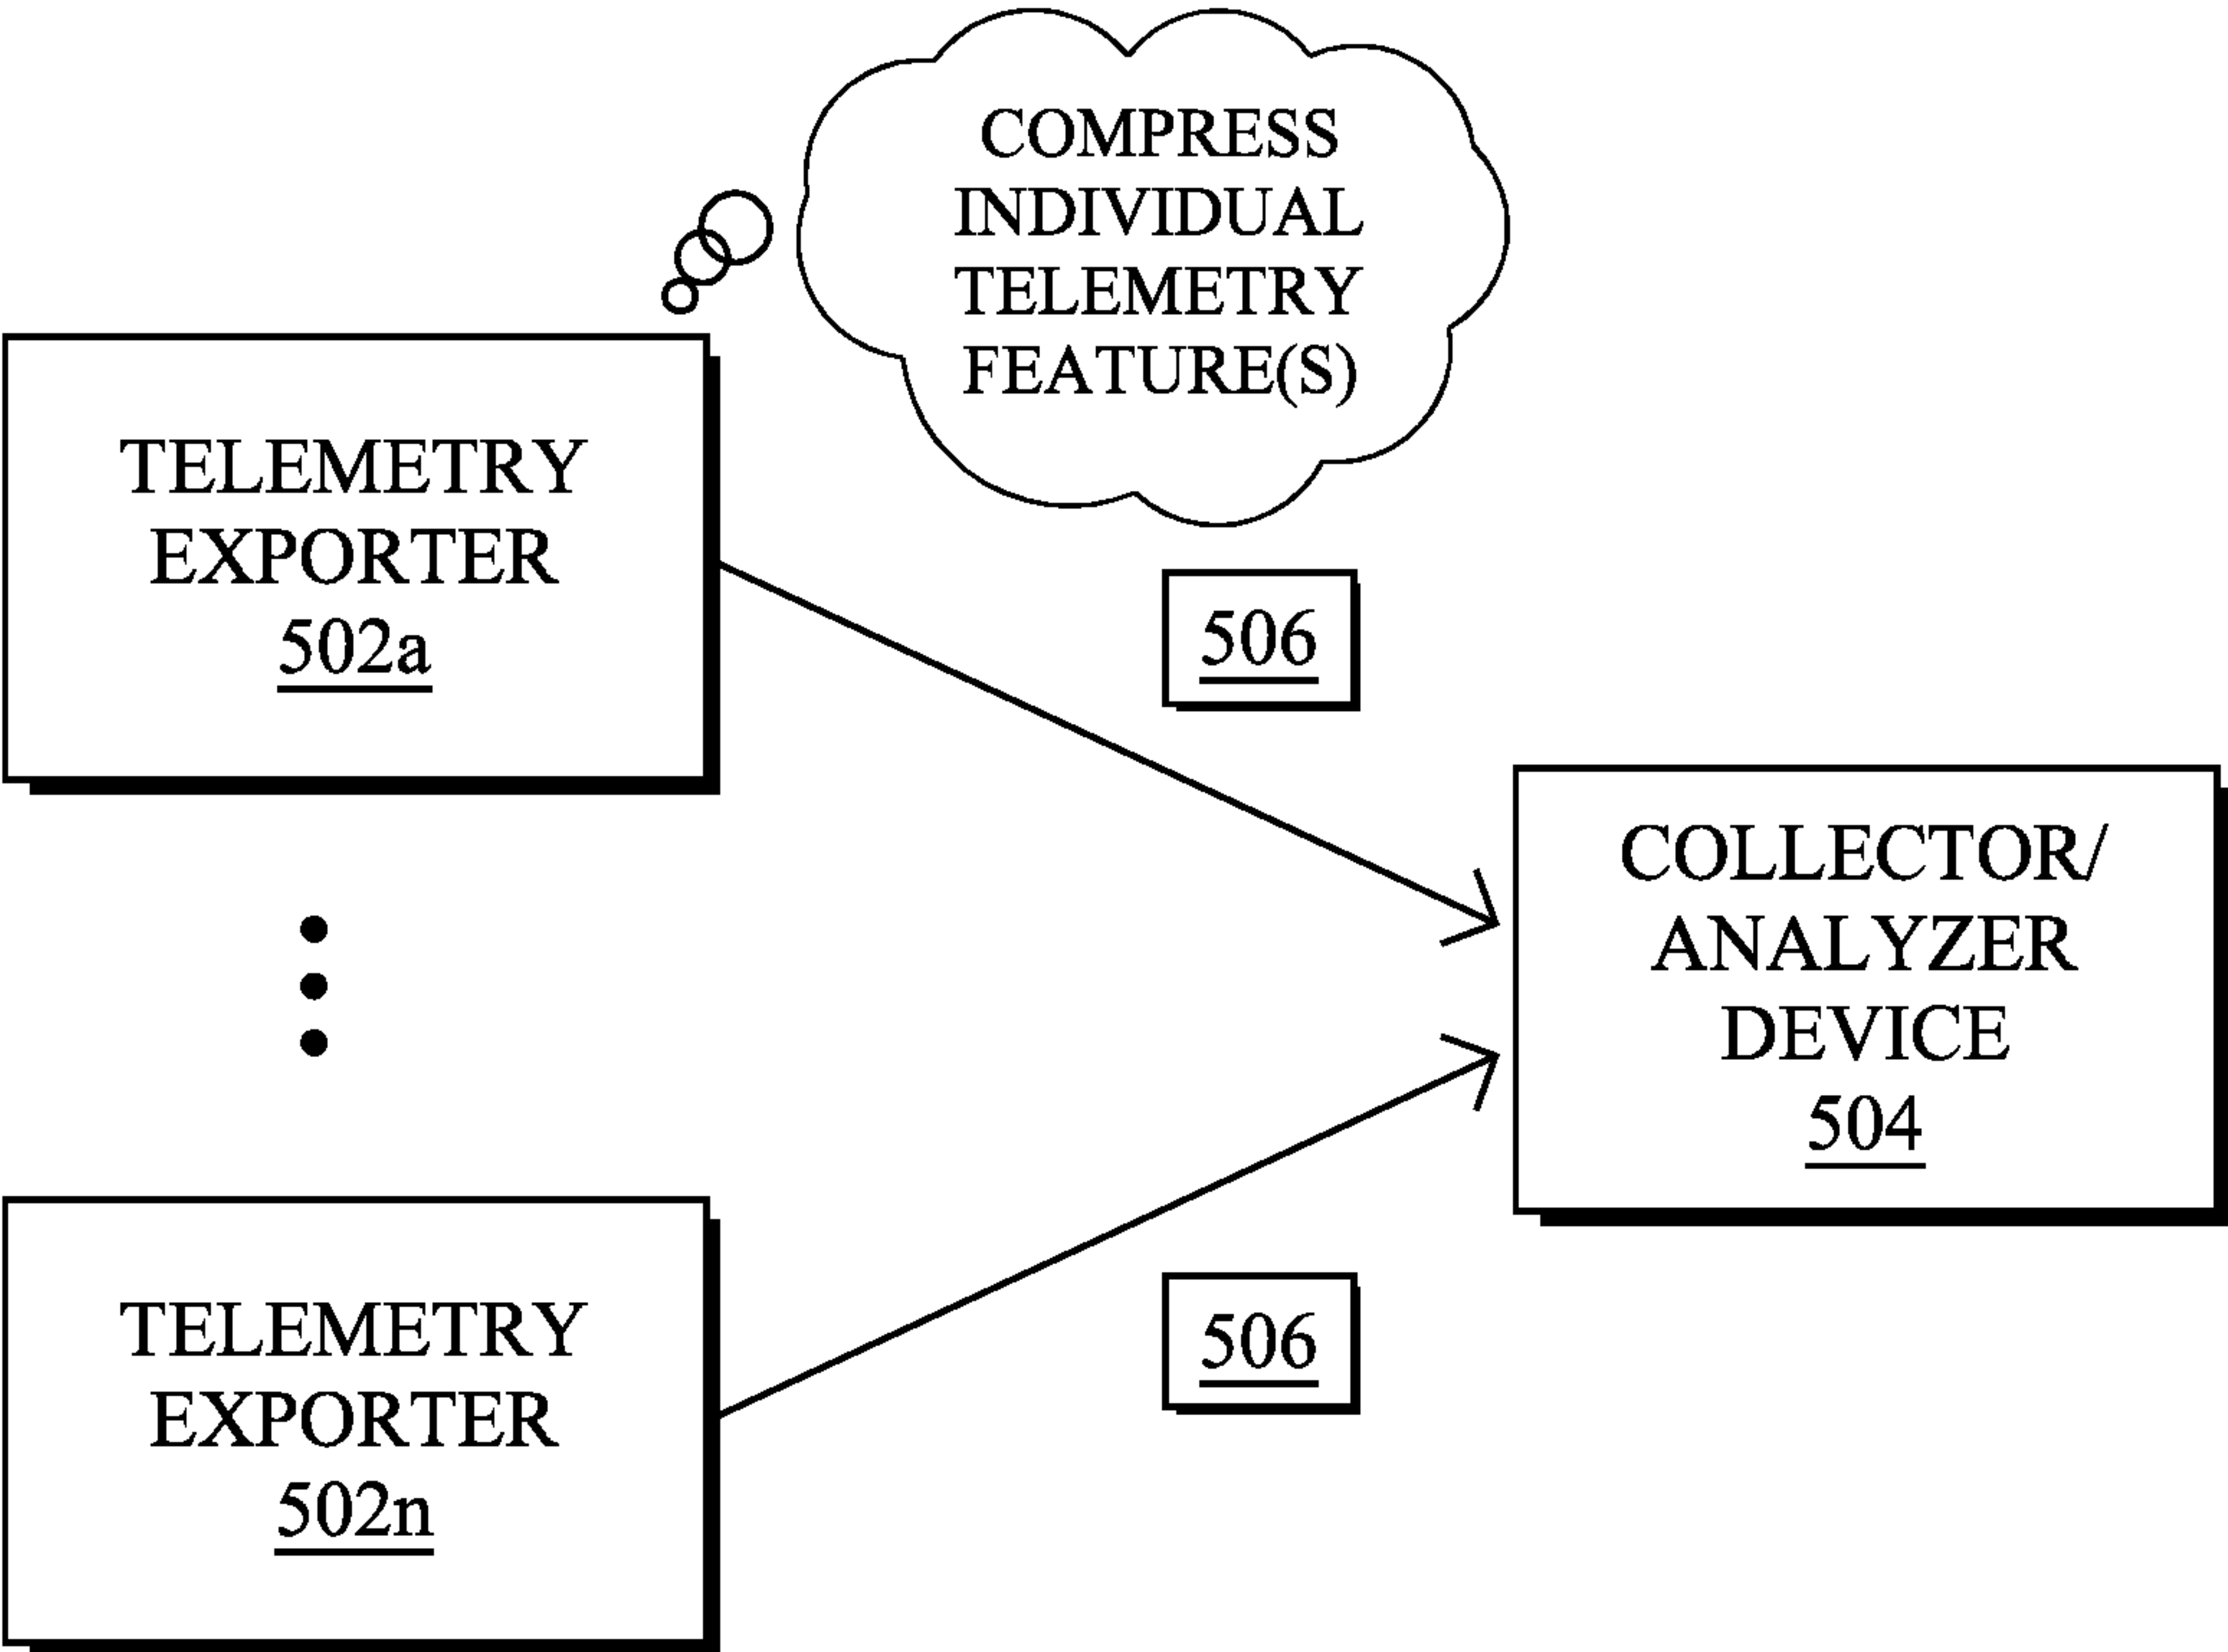 COMPRESS
INDIVIDUAL
TELEMETRY
FEATURE(S)
TELEMETRY
EXPORTER
502a
506
COLLECTOR/
ANALYZER
DEVICE
504
TELEMETRY
EXPORTER
502n
506